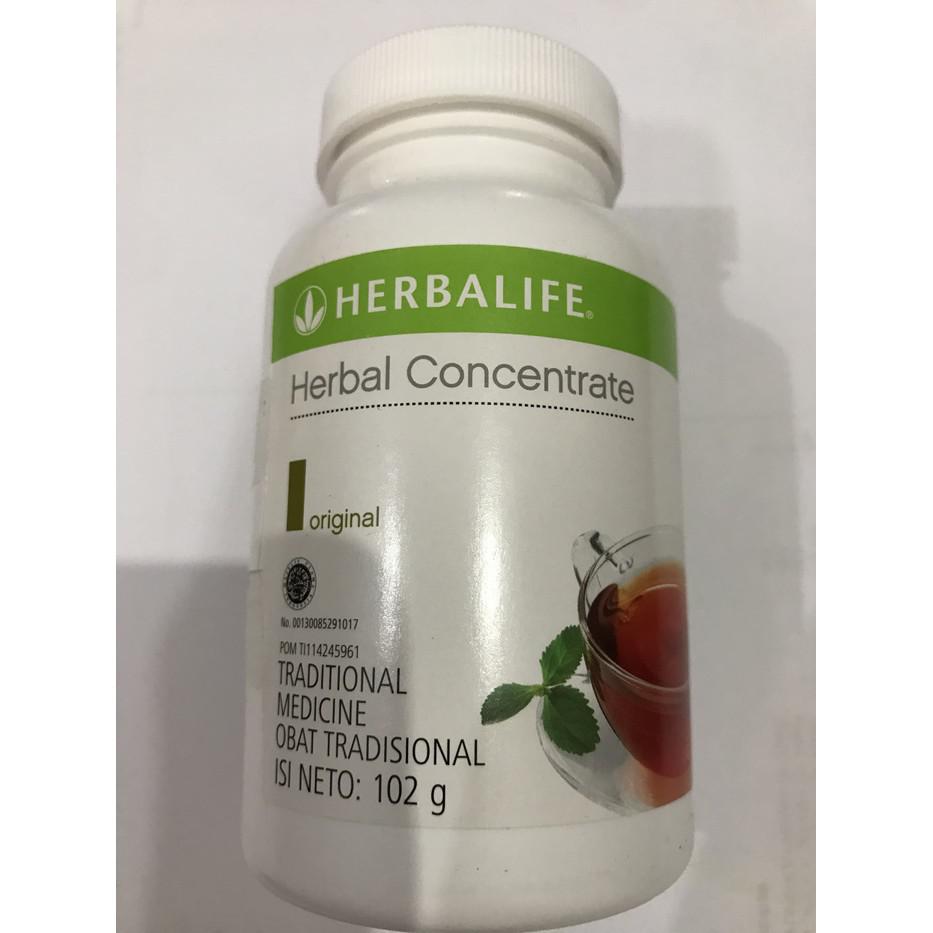 HERBALIFE®
Herbal Concentrate
original
No. 00130085291017
POM TI114245961
TRADITIONAL
MEDICINE
OBAT TRADISIONAL
ISI NETO: 102 g